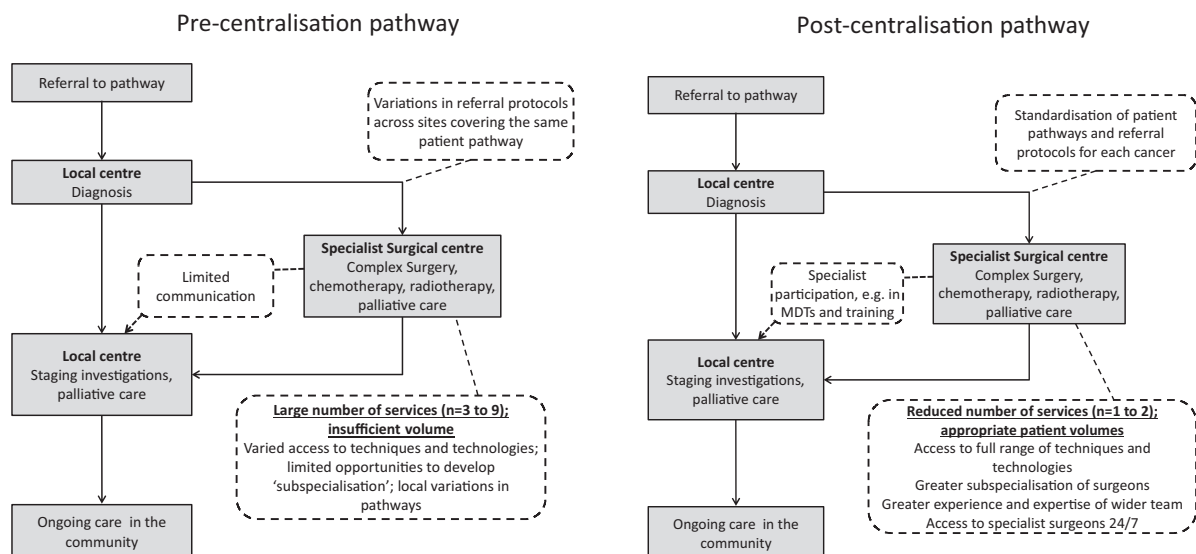 Pre-centralisation pathway
Referral to pathway
Variations in referral protocols
across sites covering the same
patient pathway
Local centre
Diagnosis
Specialist Surgical centre
Complex Surgery,
chemotherapy, radiotherapy,
palliative care
Limited
communication
Local centre
Staging investigations,
palliative care
Large number of services (n=3 to 9);
insufficient volume
Varied access to techniques and technologies;
limited opportunities to develop
‘subspecialisation’; local variations in
pathways
Ongoing care in the
community
Post-centralisation pathway
Referral to pathway
Standardisation of patient
pathways and referral
protocols for each cancer
Local centre
Diagnosis
Specialist Surgical centre
Complex Surgery,
chemotherapy, radiotherapy,
palliative care
Specialist
participation, e.g. in
MDTs and training
Local centre
Staging investigations,
palliative care
Reduced number of services (n=1 to 2);
appropriate patient volumes
Access to full range of techniques and
technologies
Greater subspecialisation of surgeons
Greater experience and expertise of wider team
Access to specialist surgeons 24/7
Ongoing care in the
community